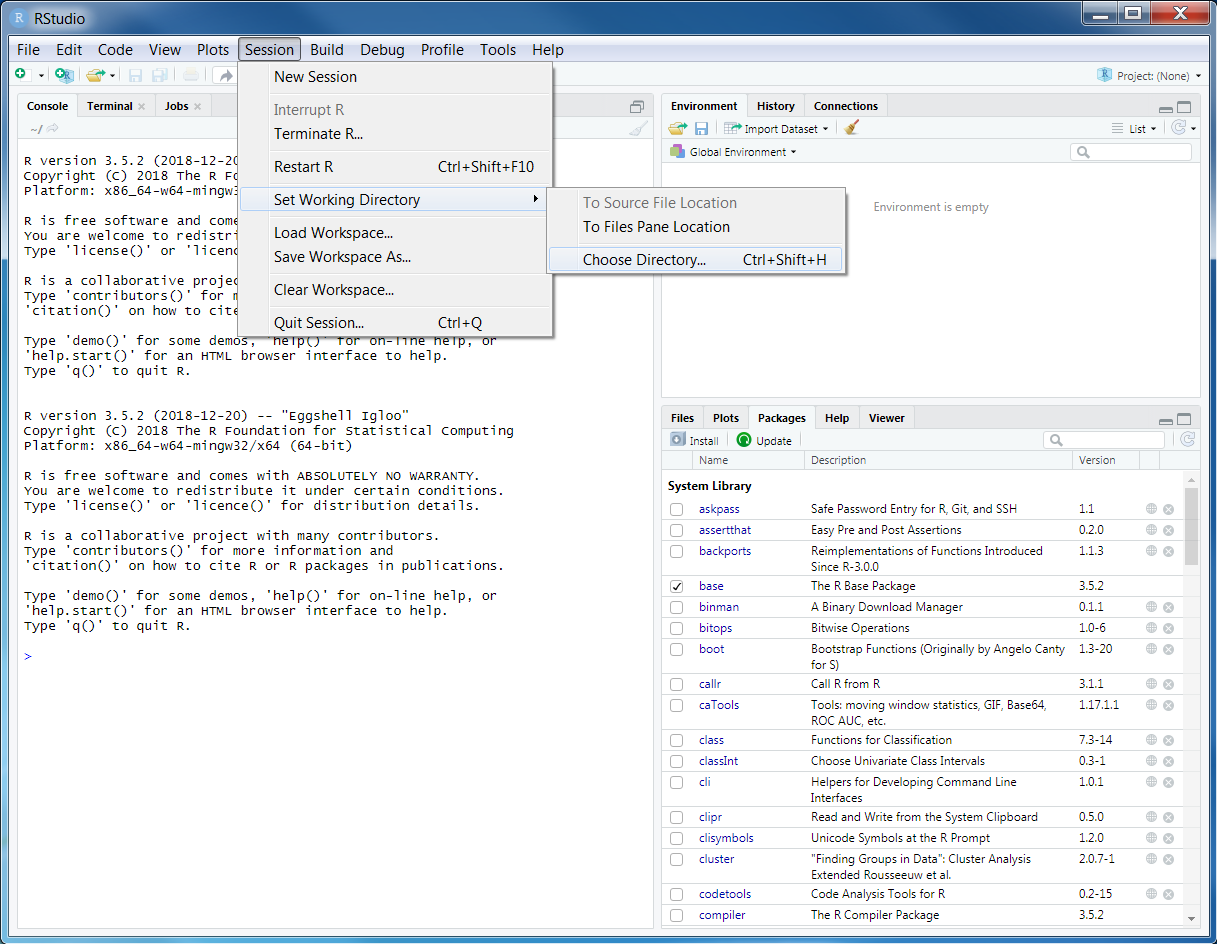 RStudio
File Edit Code View Plots Session Build Debug Profile Tools Help
Project: (None)
New Session
Interrupt R
Terminate R...
Restart R Ctrl+Shift+F10
Set Working Directory
Load Workspace...
Save Workspace As...
Clear Workspace...
Quit Session... Ctrl+Q
To Source File Location
To Files Pane Location
Choose Directory... Ctrl+Shift+H
Console Terminal Jobs
~/
R version 3.5.2 (2018-12-20
Copyright (C) 2018 The R Fo
Platform: x86_64-w64-mingw3
R is free software and come
You are welcome to redistri
Type 'license()' or 'licenc
R is a collaborative projec
Type 'contributors()' for m
'citation()' on how to cite
Type 'demo()' for some demos, 'help()' for on-line help, or
'help.start()' for an HTML browser interface to help.
Type 'q()' to quit R.
R version 3.5.2 (2018-12-20) -- "Eggshell Igloo"
Copyright (C) 2018 The R Foundation for Statistical Computing
Platform: x86_64-w64-mingw32/x64 (64-bit)
R is free software and comes with ABSOLUTELY NO WARRANTY.
You are welcome to redistribute it under certain conditions.
Type 'license()' or 'licence()' for distribution details.
R is a collaborative project with many contributors.
Type 'contributors()' for more information and
'citation()' on how to cite R or R packages in publications.
Type 'demo()' for some demos, 'help()' for on-line help, or
'help.start()' for an HTML browser interface to help.
Type 'q()' to quit R.
>
Environment History Connections
Import Dataset List
Global Environment
Environment is empty
Files Plots Packages Help Viewer
Install Update
Name Description Version
System Library
askpass Safe Password Entry for R, Git, and SSH 1.1
assertthat Easy Pre and Post Assertions 0.2.0
backports Reimplementations of Functions Introduced 1.1.3
Since R-3.0.0
base The R Base Package 3.5.2
binman A Binary Download Manager 0.1.1
bitops Bitwise Operations 1.0-6
boot Bootstrap Functions (Originally by Angelo Canty 1.3-20
for S)
callr Call R from R 3.1.1
caTools Tools: moving window statistics, GIF, Base64, 1.17.1.1
ROC AUC, etc.
class Functions for Classification 7.3-14
classInt Choose Univariate Class Intervals 0.3-1
cli Helpers for Developing Command Line 1.0.1
Interfaces
clipr Read and Write from the System Clipboard 0.5.0
clisymbols Unicode Symbols at the R Prompt 1.2.0
cluster "Finding Groups in Data": Cluster Analysis 2.0.7-1
Extended Rousseeuw et al.
codetools Code Analysis Tools for R 0.2-15
compiler The R Compiler Package 3.5.2